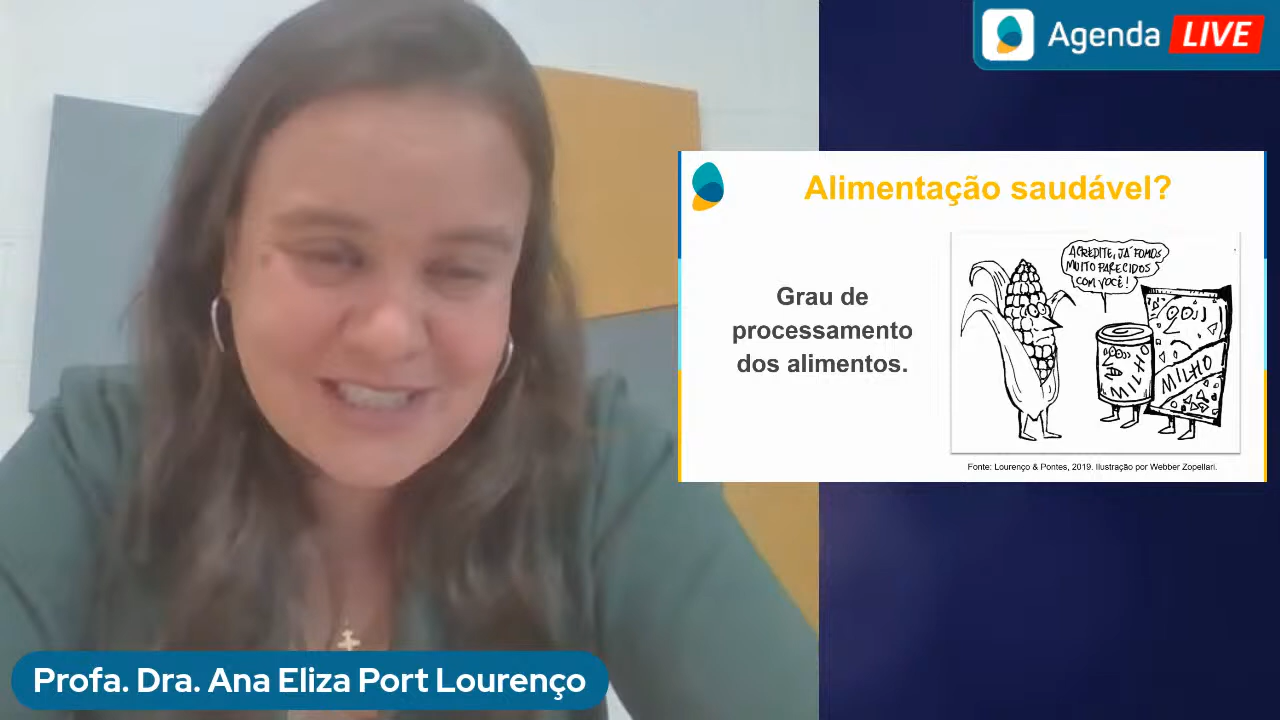 Agenda LIVE
Alimentação saudável?
ACREDITE, JÁ FOMOS
MUITO PARECIDOS
COM VOCÊ!
Grau de
processamento
dos alimentos.
MILHO
MILHO
Fonte: Lourenço & Pontes, 2019. Ilustração por Webber Zopellari.
Profa. Dra. Ana Eliza Port Lourenço